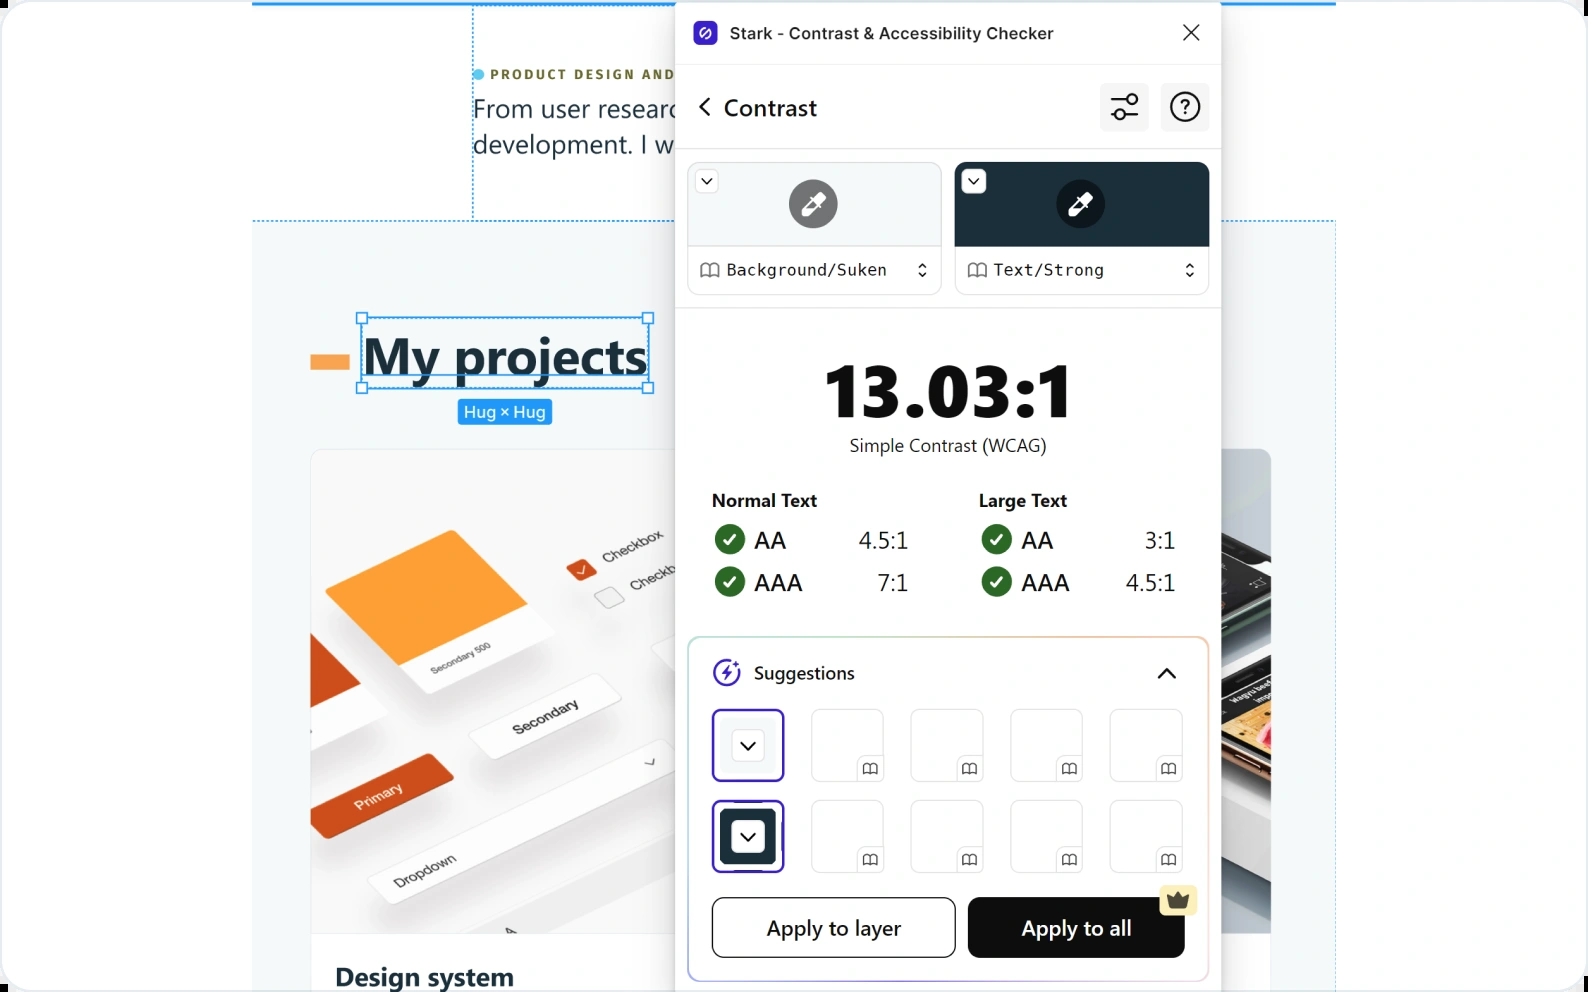 Stark - Contrast & Accessibility Checker
PRODUCT DESIGN AND
From user researc
development. I w
Contrast
Background/Suken
Text/Strong
My projects
Hug × Hug
13.03:1
Simple Contrast (WCAG)
Normal Text
Large Text
AA 4.5:1
AA 3:1
AAA 7:1
AAA 4.5:1
Checkbox
Checkb
Secondary 500
Secondary
Primary
Dropdown
Suggestions
Apply to layer
Apply to all
Design system